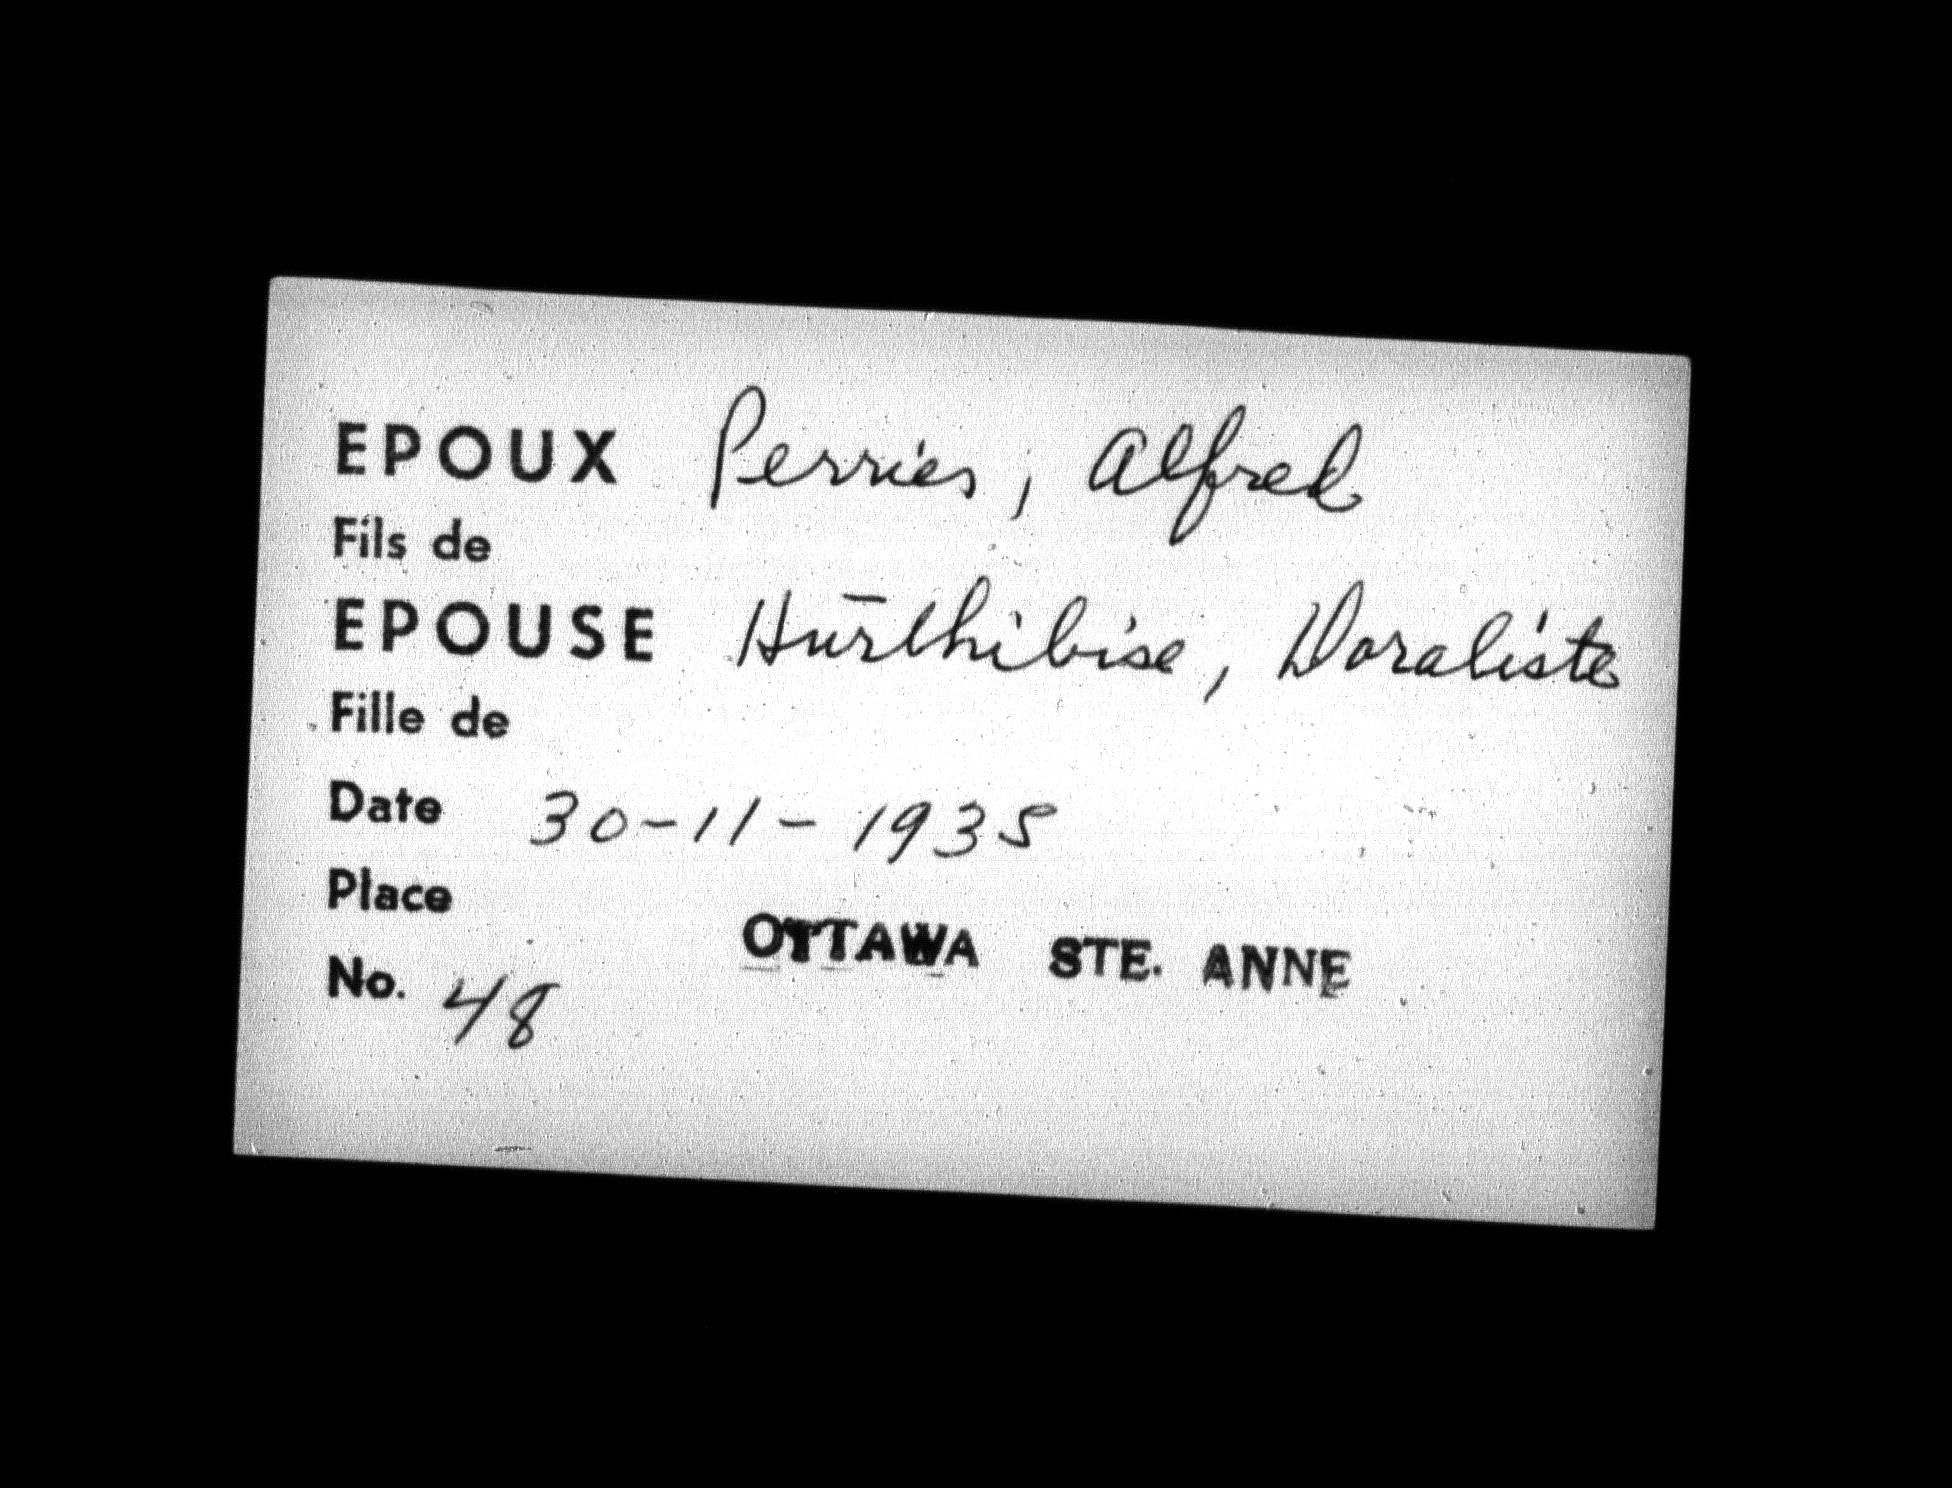 EPOUX Perrier, Alfred
Fils de
EPOUSE Hurthibise, Doraliste
Fille de
Date 30-11-1935
Place
OTTAWA STE. ANNE
No. 48